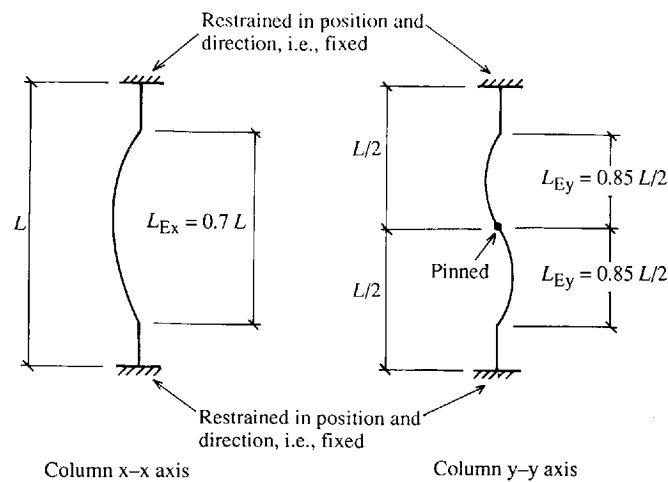 Restrained in position and
direction, i.e., fixed
L
L_Ex = 0.7 L
L/2
L_Ey = 0.85 L/2
Pinned
L/2
L_Ey = 0.85 L/2
Restrained in position and
direction, i.e., fixed
Column x–x axis
Column y–y axis